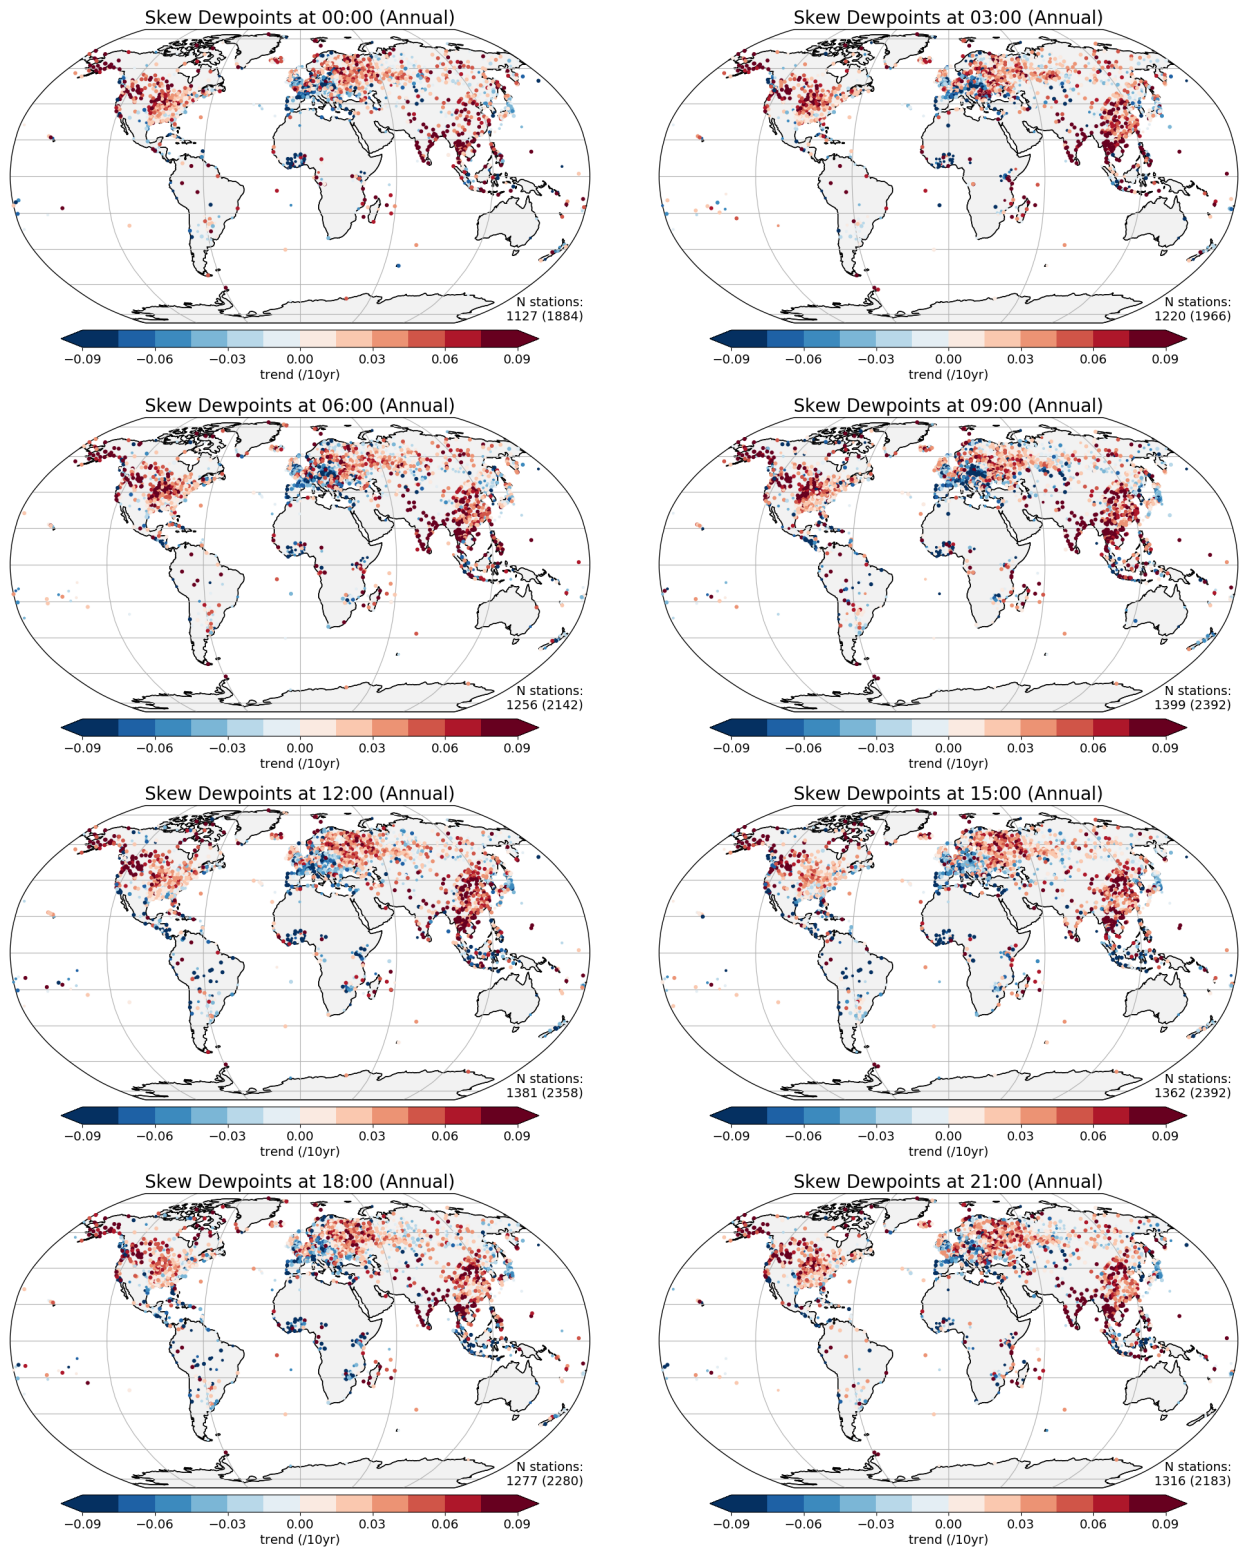 Skew Dewpoints at 00:00 (Annual)
N stations:
1127 (1884)
−0.09 −0.06 −0.03 0.00 0.03 0.06 0.09
trend (/10yr)
Skew Dewpoints at 03:00 (Annual)
N stations:
1220 (1966)
−0.09 −0.06 −0.03 0.00 0.03 0.06 0.09
trend (/10yr)
Skew Dewpoints at 06:00 (Annual)
N stations:
1256 (2142)
−0.09 −0.06 −0.03 0.00 0.03 0.06 0.09
trend (/10yr)
Skew Dewpoints at 09:00 (Annual)
N stations:
1399 (2392)
−0.09 −0.06 −0.03 0.00 0.03 0.06 0.09
trend (/10yr)
Skew Dewpoints at 12:00 (Annual)
N stations:
1381 (2358)
−0.09 −0.06 −0.03 0.00 0.03 0.06 0.09
trend (/10yr)
Skew Dewpoints at 15:00 (Annual)
N stations:
1362 (2392)
−0.09 −0.06 −0.03 0.00 0.03 0.06 0.09
trend (/10yr)
Skew Dewpoints at 18:00 (Annual)
N stations:
1277 (2280)
−0.09 −0.06 −0.03 0.00 0.03 0.06 0.09
trend (/10yr)
Skew Dewpoints at 21:00 (Annual)
N stations:
1316 (2183)
−0.09 −0.06 −0.03 0.00 0.03 0.06 0.09
trend (/10yr)